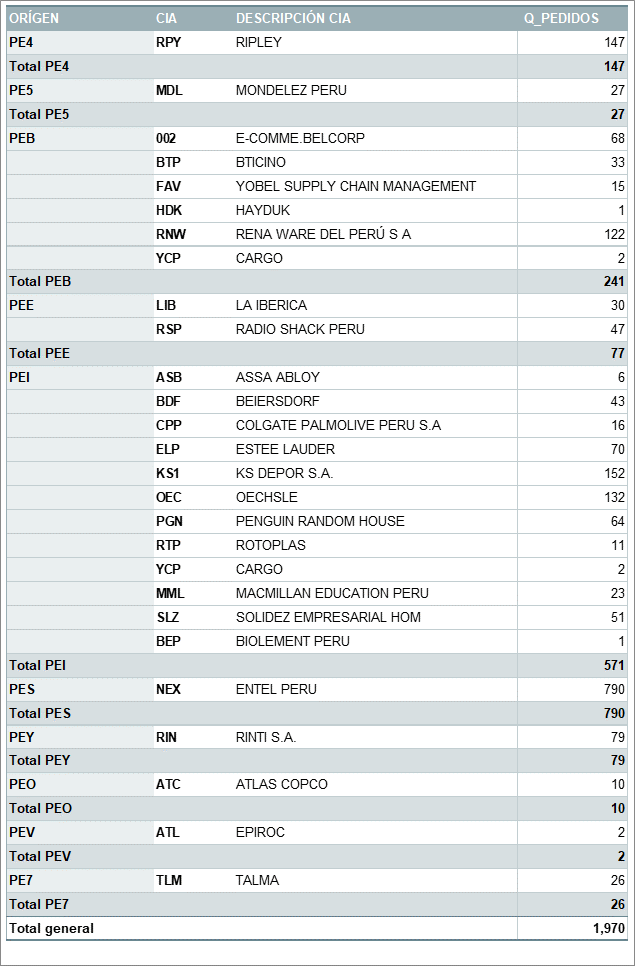 ORÍGEN CIA DESCRIPCIÓN CIA Q_PEDIDOS
PE4 RPY RIPLEY 147
Total PE4 147
PE5 MDL MONDELEZ PERU 27
Total PE5 27
PEB 002 E-COMME.BELCORP 68
BTP BTICINO 33
FAV YOBEL SUPPLY CHAIN MANAGEMENT 15
HDK HAYDUK 1
RNW RENA WARE DEL PERÚ S A 122
YCP CARGO 2
Total PEB 241
PEE LIB LA IBERICA 30
RSP RADIO SHACK PERU 47
Total PEE 77
PEI ASB ASSA ABLOY 6
BDF BEIERSDORF 43
CPP COLGATE PALMOLIVE PERU S.A 16
ELP ESTEE LAUDER 70
KS1 KS DEPOR S.A. 152
OEC OECHSLE 132
PGN PENGUIN RANDOM HOUSE 64
RTP ROTOPLAS 11
YCP CARGO 2
MML MACMILLAN EDUCATION PERU 23
SLZ SOLIDEZ EMPRESARIAL HOM 51
BEP BIOLEMENT PERU 1
Total PEI 571
PES NEX ENTEL PERU 790
Total PES 790
PEY RIN RINTI S.A. 79
Total PEY 79
PEO ATC ATLAS COPCO 10
Total PEO 10
PEV ATL EPIROC 2
Total PEV 2
PE7 TLM TALMA 26
Total PE7 26
Total general 1,970